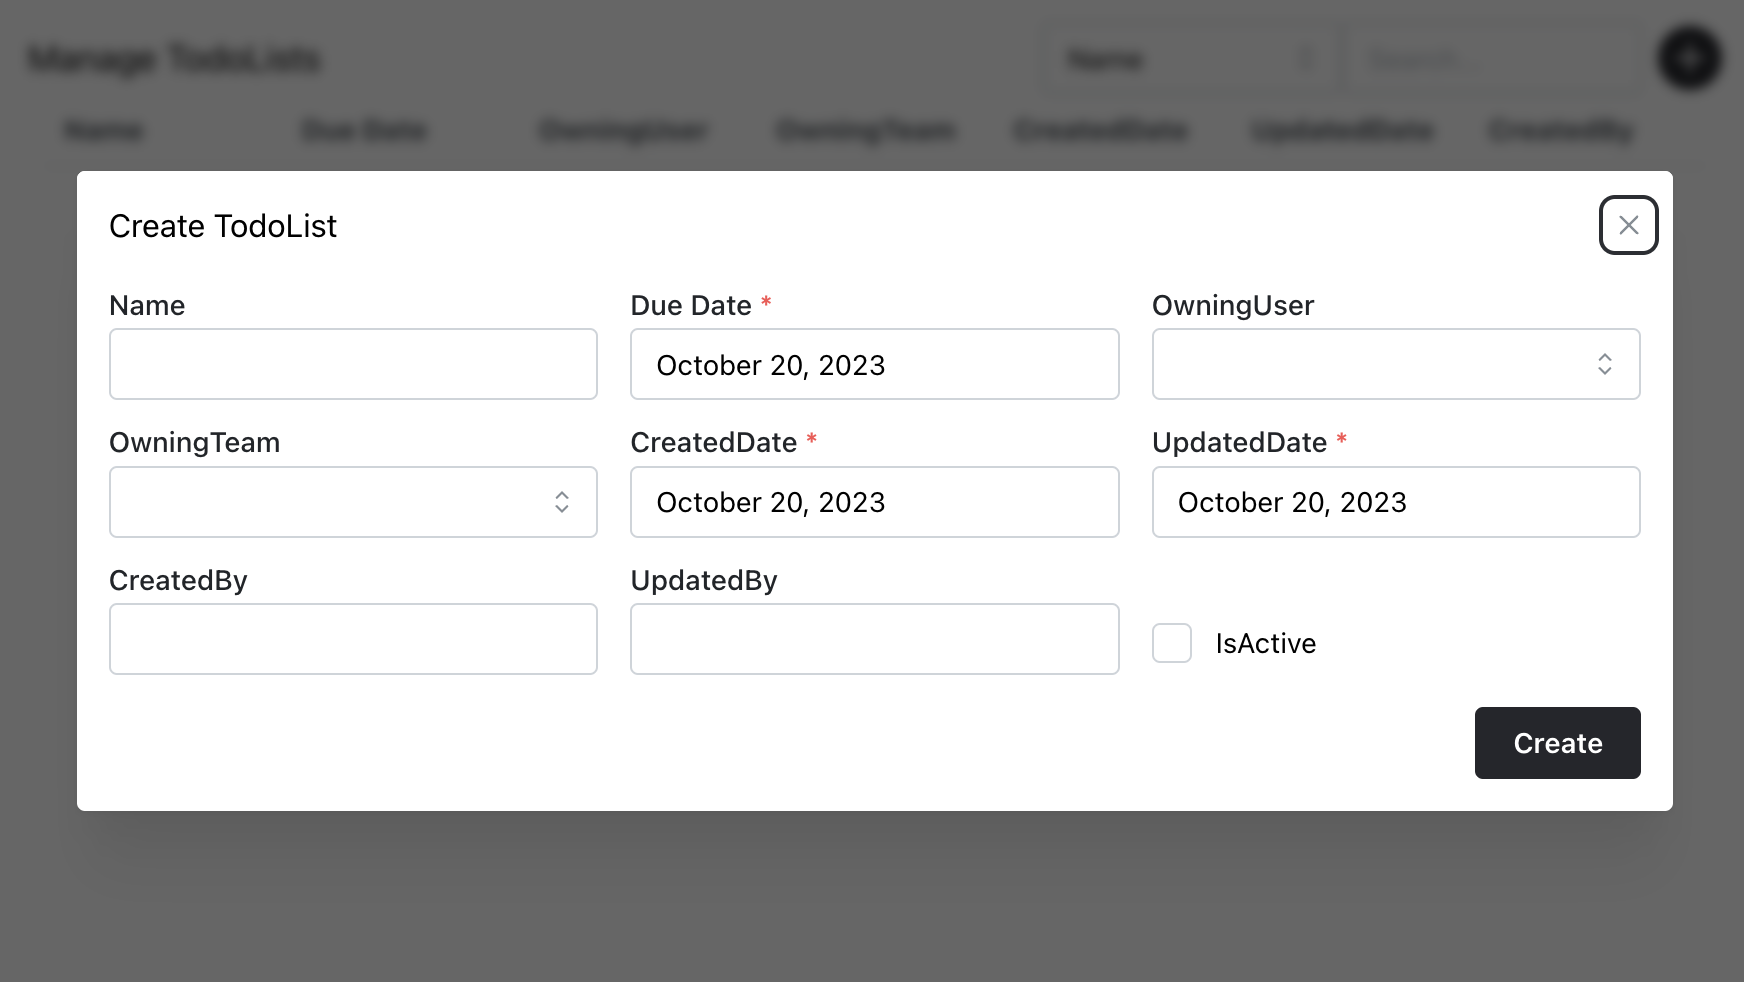 Manage TodoLists
Name
Search...
Name Due Date OwningUser OwningTeam CreatedDate UpdatedDate CreatedBy
Create TodoList
Name Due Date * OwningUser
October 20, 2023
OwningTeam CreatedDate * UpdatedDate *
October 20, 2023 October 20, 2023
CreatedBy UpdatedBy
IsActive
Create